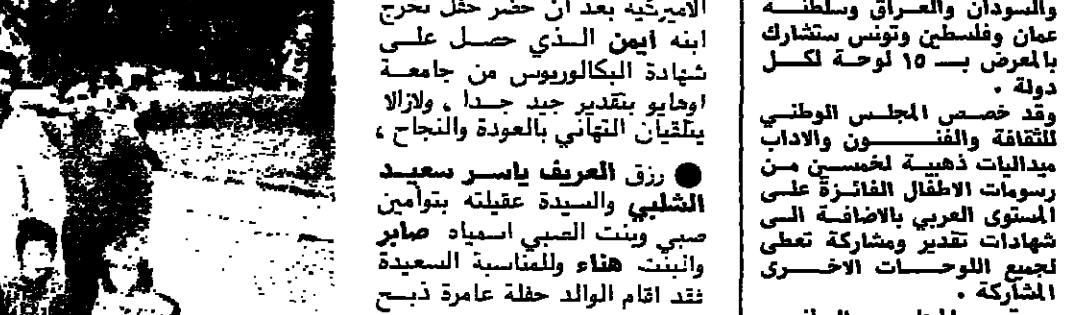 والسودان والعراق وسلطنة
عمان وفلسطين وتونس ستشارك
بالمعرض بـ ١٥ لوحة لكل
دولة .
وقد خصص المجلس الوطني
للثقافة والفنون والاداب
ميداليات ذهبية لخمسين من
رسومات الاطفال الفائزة على
المستوى العربي بالاضافة الى
شهادات تقدير ومشاركة تعطى
لجميع اللوحات الاخرى
المشاركة .
الاميركية بعد ان حضر حفل تخرج
ابنه ايمن الذي حصل على
شهادة البكالوريوس من جامعة
اوهايو بتقدير جيد جدا ، ولازالا
يتلقيان التهاني بالعودة والنجاح ،
● رزق العريف ياسر سعيد
الشلبي والسيدة عقيلته بتوأمين
صبي وبنت الصبي اسمياه صابر
والبنت هناء وللمناسبة السعيدة
فقد اقام الوالد حفلة عامرة ذبح